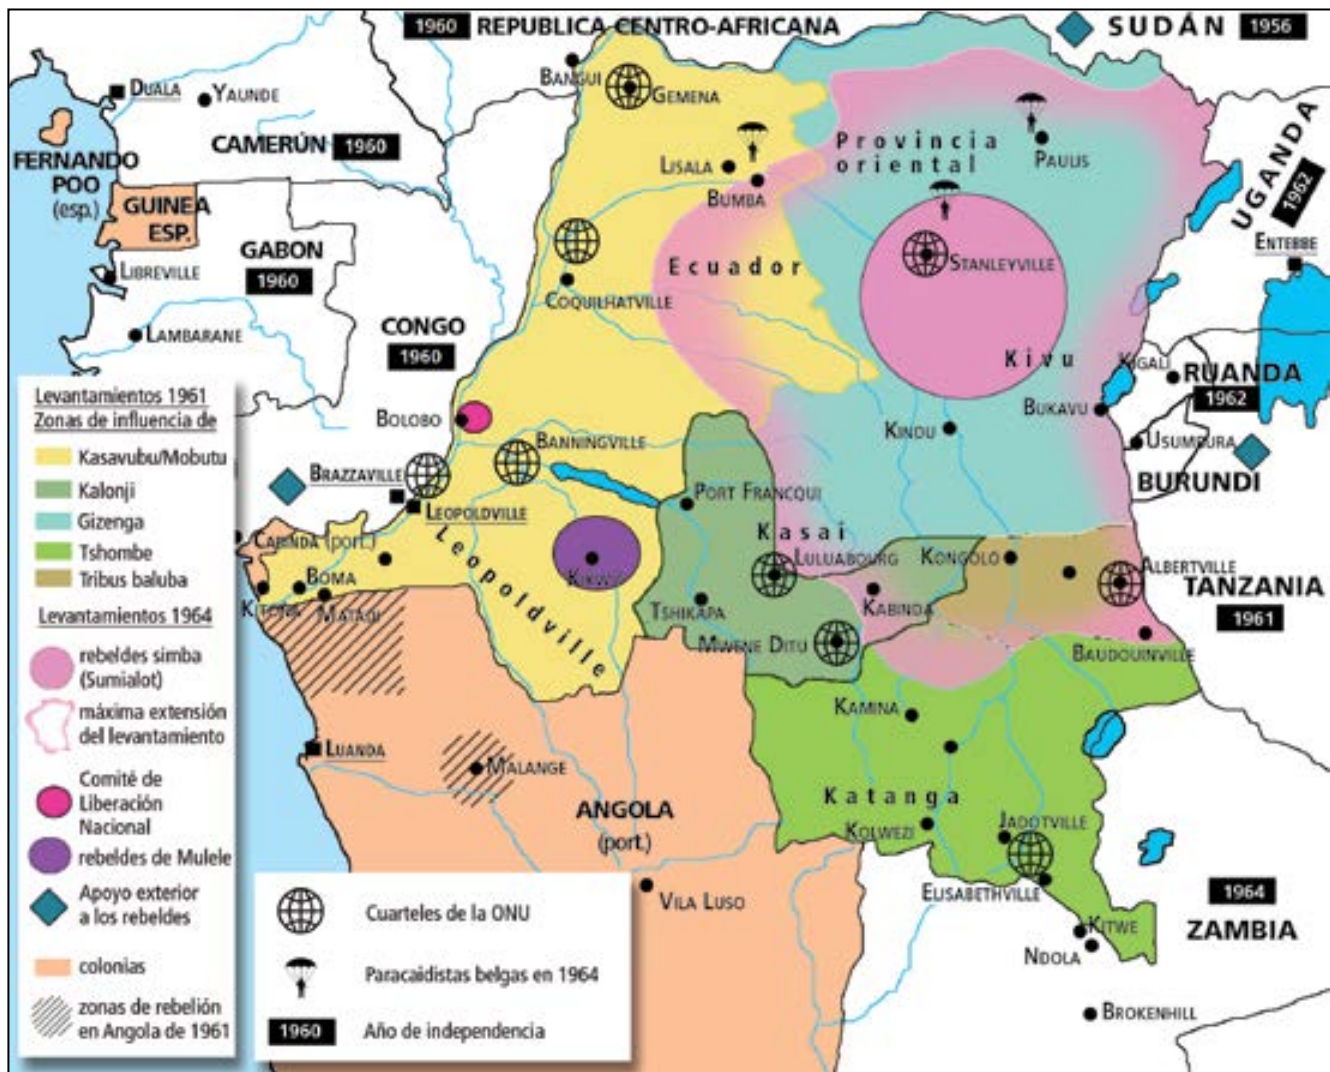 1960 REPUBLICA CENTRO-AFRICANA
SUDÁN 1956
BANGUI
GEMENA
DUALA
YAUNDE
CAMERÚN 1960
FERNANDO
POO
(esp.)
GUINEA
ESP.
GABON
1960
LIBREVILLE
LAMBARANE
CONGO
1960
LISALA
BUMBA
Provincia
oriental
PAULIS
UGANDA
1962
ENTEBBE
STANLEYVILLE
Ecuador
COQUILHATVILLE
Kivu
KIGALI
RUANDA
1962
BUKAVU
USUMBURA
BURUNDI
KINDU
BOLOBO
BANNINGVILLE
BRAZZAVILLE
LEOPOLDVILLE
Leopoldville
PORT FRANCQUI
Kasai
LULUABOURG
KONGOLO
ALBERTVILLE
TANZANIA
1961
CABINDA (port.)
BOMA
KITONA
MATADI
KIKWIT
TSHIKAPA
KABINDA
MWENE DITU
BAUDOUINVILLE
KAMINA
LUANDA
MALANGE
ANGOLA
(port.)
Katanga
KOLWEZI
JADOTVILLE
ELISABETHVILLE
VILA LUSO
1964
ZAMBIA
KITWE
NDOLA
BROKENHILL
Levantamientos 1961
Zonas de influencia de
Kasavubu/Mobutu
Kalonji
Gizenga
Tshombe
Tribus baluba
Levantamientos 1964
rebeldes simba
(Sumialot)
máxima extensión
del levantamiento
Comité de
Liberación
Nacional
rebeldes de Mulele
Apoyo exterior
a los rebeldes
colonias
zonas de rebelión
en Angola de 1961
Cuarteles de la ONU
Paracaidistas belgas en 1964
1960 Año de independencia